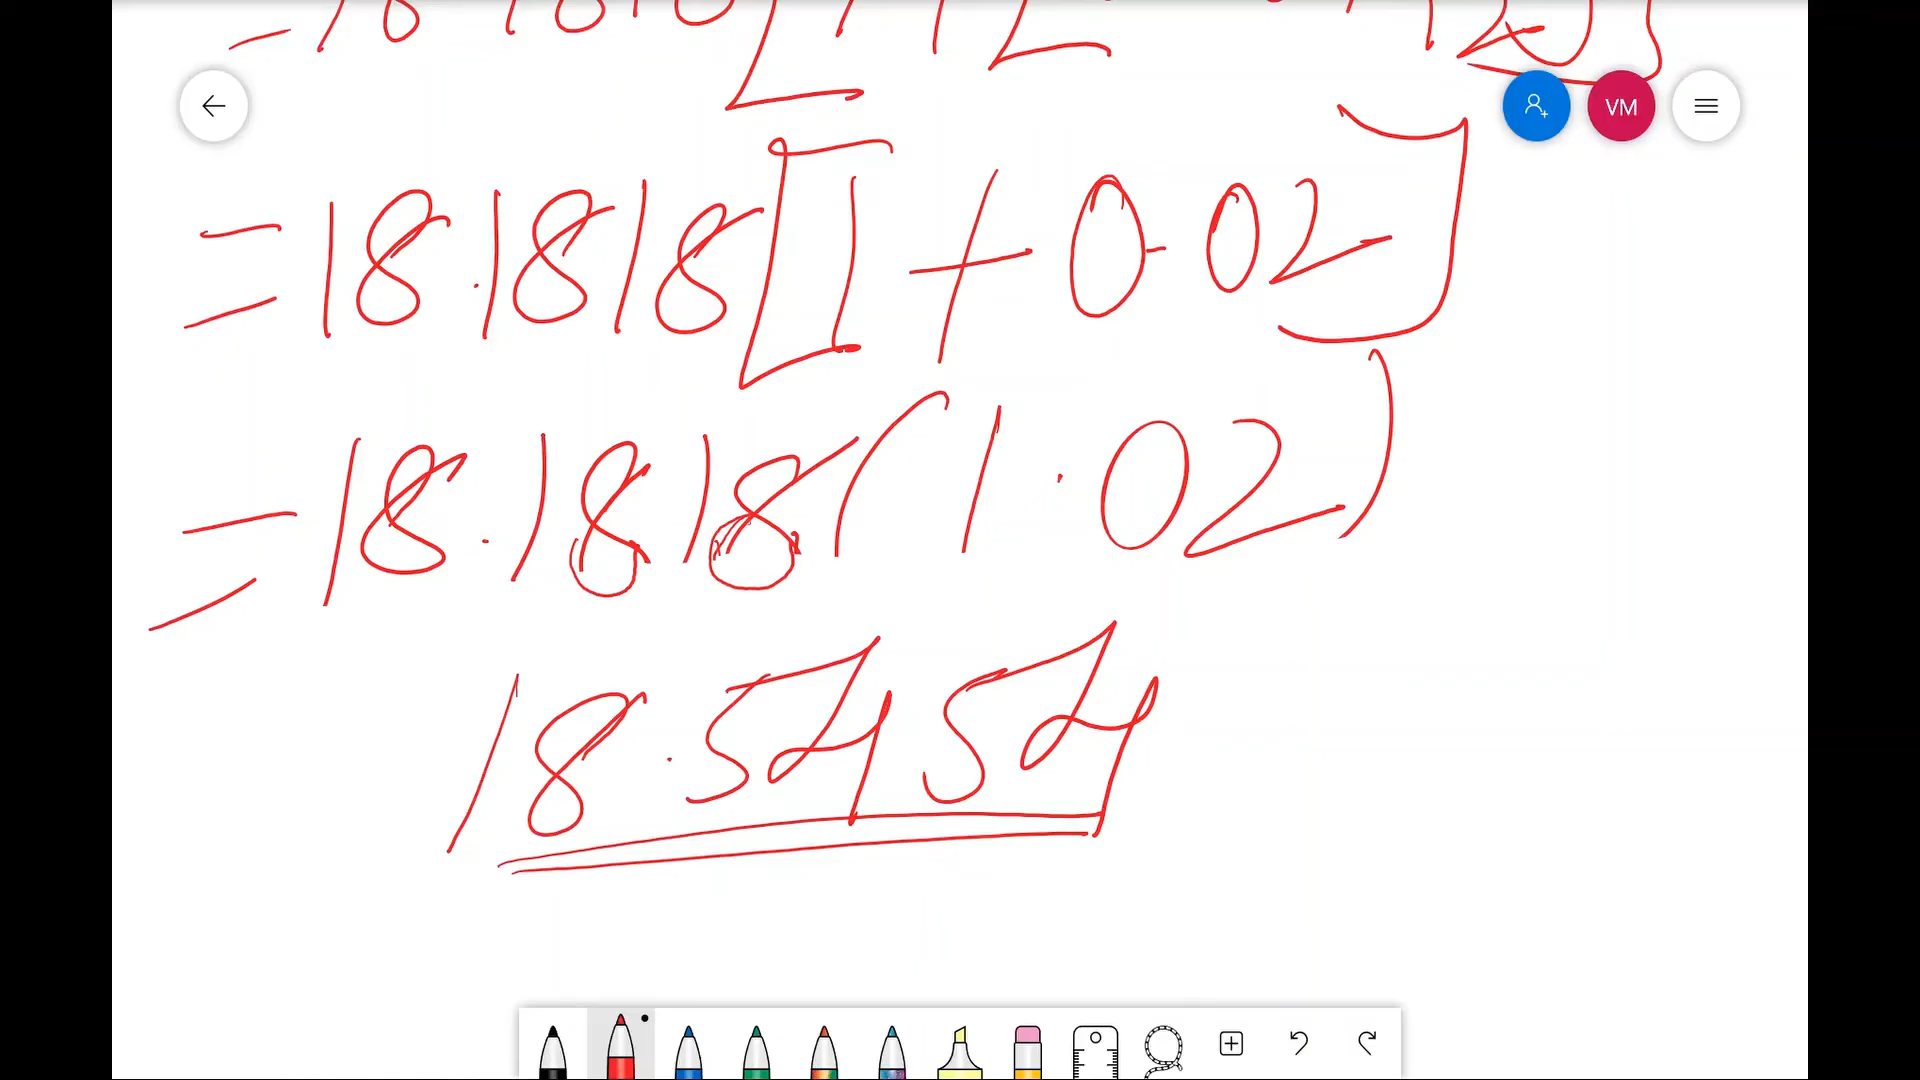 VM
= 18.1818 [1 + 0.02]
= 18.1818 (1.02)
18.5454